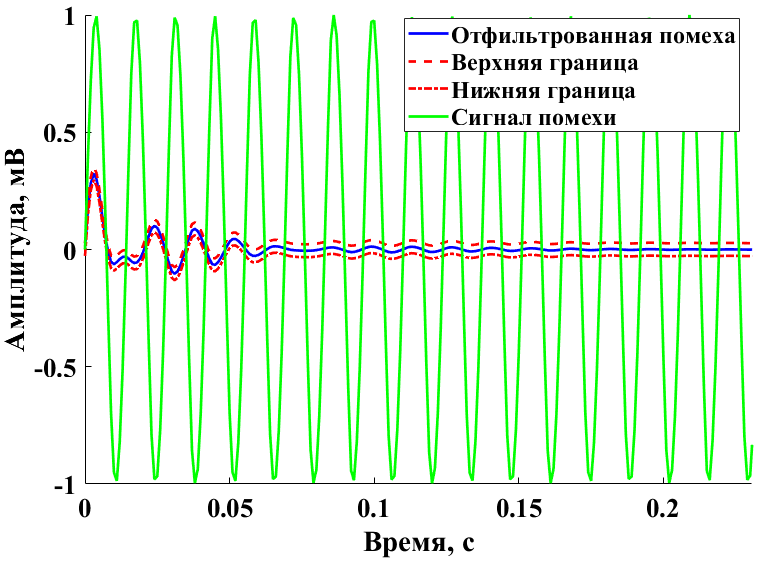 Амплитуда, мВ
1
0.5
0
-0.5
-1
Отфильтрованная помеха
Верхняя граница
Нижняя граница
Сигнал помехи
0
0.05
0.1
0.15
0.2
Время, с